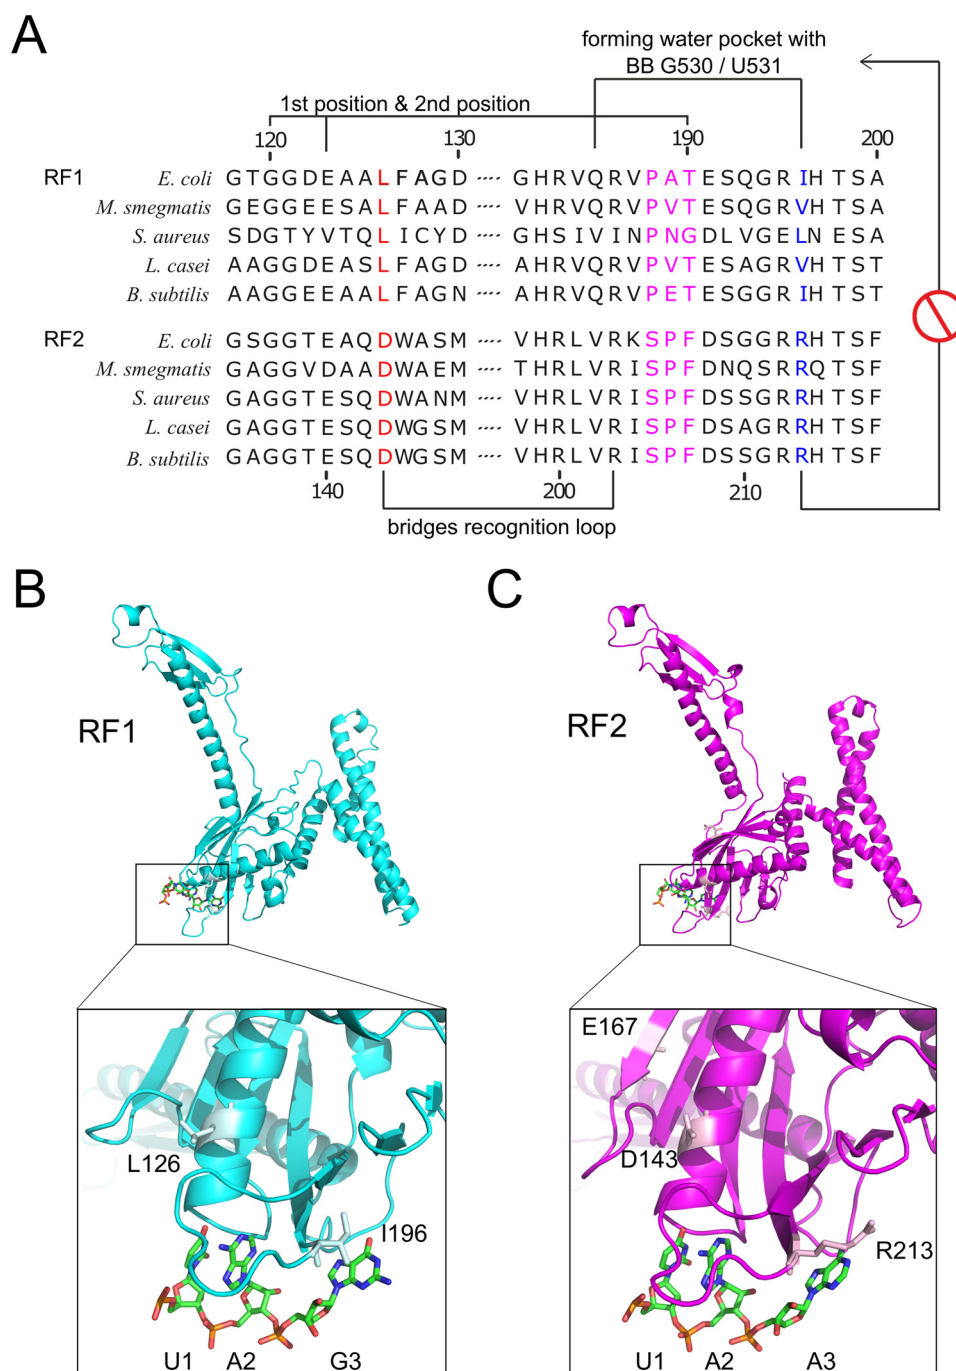 A
forming water pocket with
BB G530 / U531
1st position & 2nd position
120 130 190 200
RF1 E. coli GTGGDEAALFAGD ---- GHRVQRVPATESQGRIHTSA
M. smegmatis GEGGEESALFAAD ---- AHRVQRVPVTESQGRVHTSA
S. aureus SDGTYVTQLICYD ---- GHSIVINPNGDLVGELNESA
L. casei AAGGDEASLFAGD ---- AHRVQRVPVTESAGRVHTST
B. subtilis AAGGEEAALFAGN ---- AHRVQRVPETESGGRIHTST
RF2 E. coli GSGGTEAQDWASM ---- VHRLVRKSPFDSGGRRHTSF
M. smegmatis GAGGVDAADWAEM ---- THRLVRISPFDNQSRRQTSF
S. aureus GAGGTESQDWANM ---- VHRLVRISPFDSSGRRHTSF
L. casei GAGGTESQDWGSM ---- VHRLVRISPFDSAGRRHTSF
B. subtilis GAGGTESQDWGSM ---- VHRLVRISPFDSSGRRHTSF
140 200 210
bridges recognition loop
B
RF1
L126
I196
U1 A2 G3
C
RF2
E167
D143
R213
U1 A2 A3